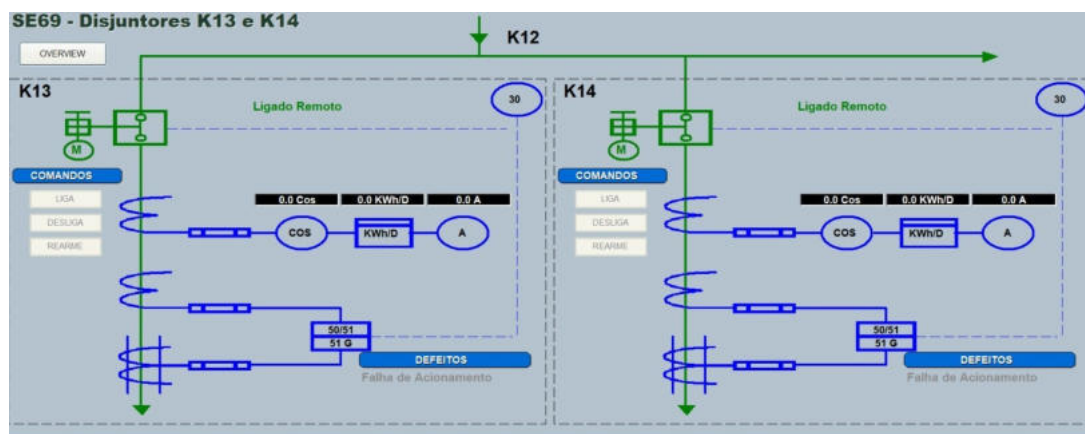 SE69 - Disjuntores K13 e K14
OVERVIEW
K12
K13
Ligado Remoto
30
M
COMANDOS
LIGA
DESLIGA
REARME
0.0 Cos
0.0 KWh/D
0.0 A
COS
KWh/D
A
50/51
51 G
DEFEITOS
Falha de Acionamento
K14
Ligado Remoto
30
M
COMANDOS
LIGA
DESLIGA
REARME
0.0 Cos
0.0 KWh/D
0.0 A
COS
KWh/D
A
50/51
51 G
DEFEITOS
Falha de Acionamento